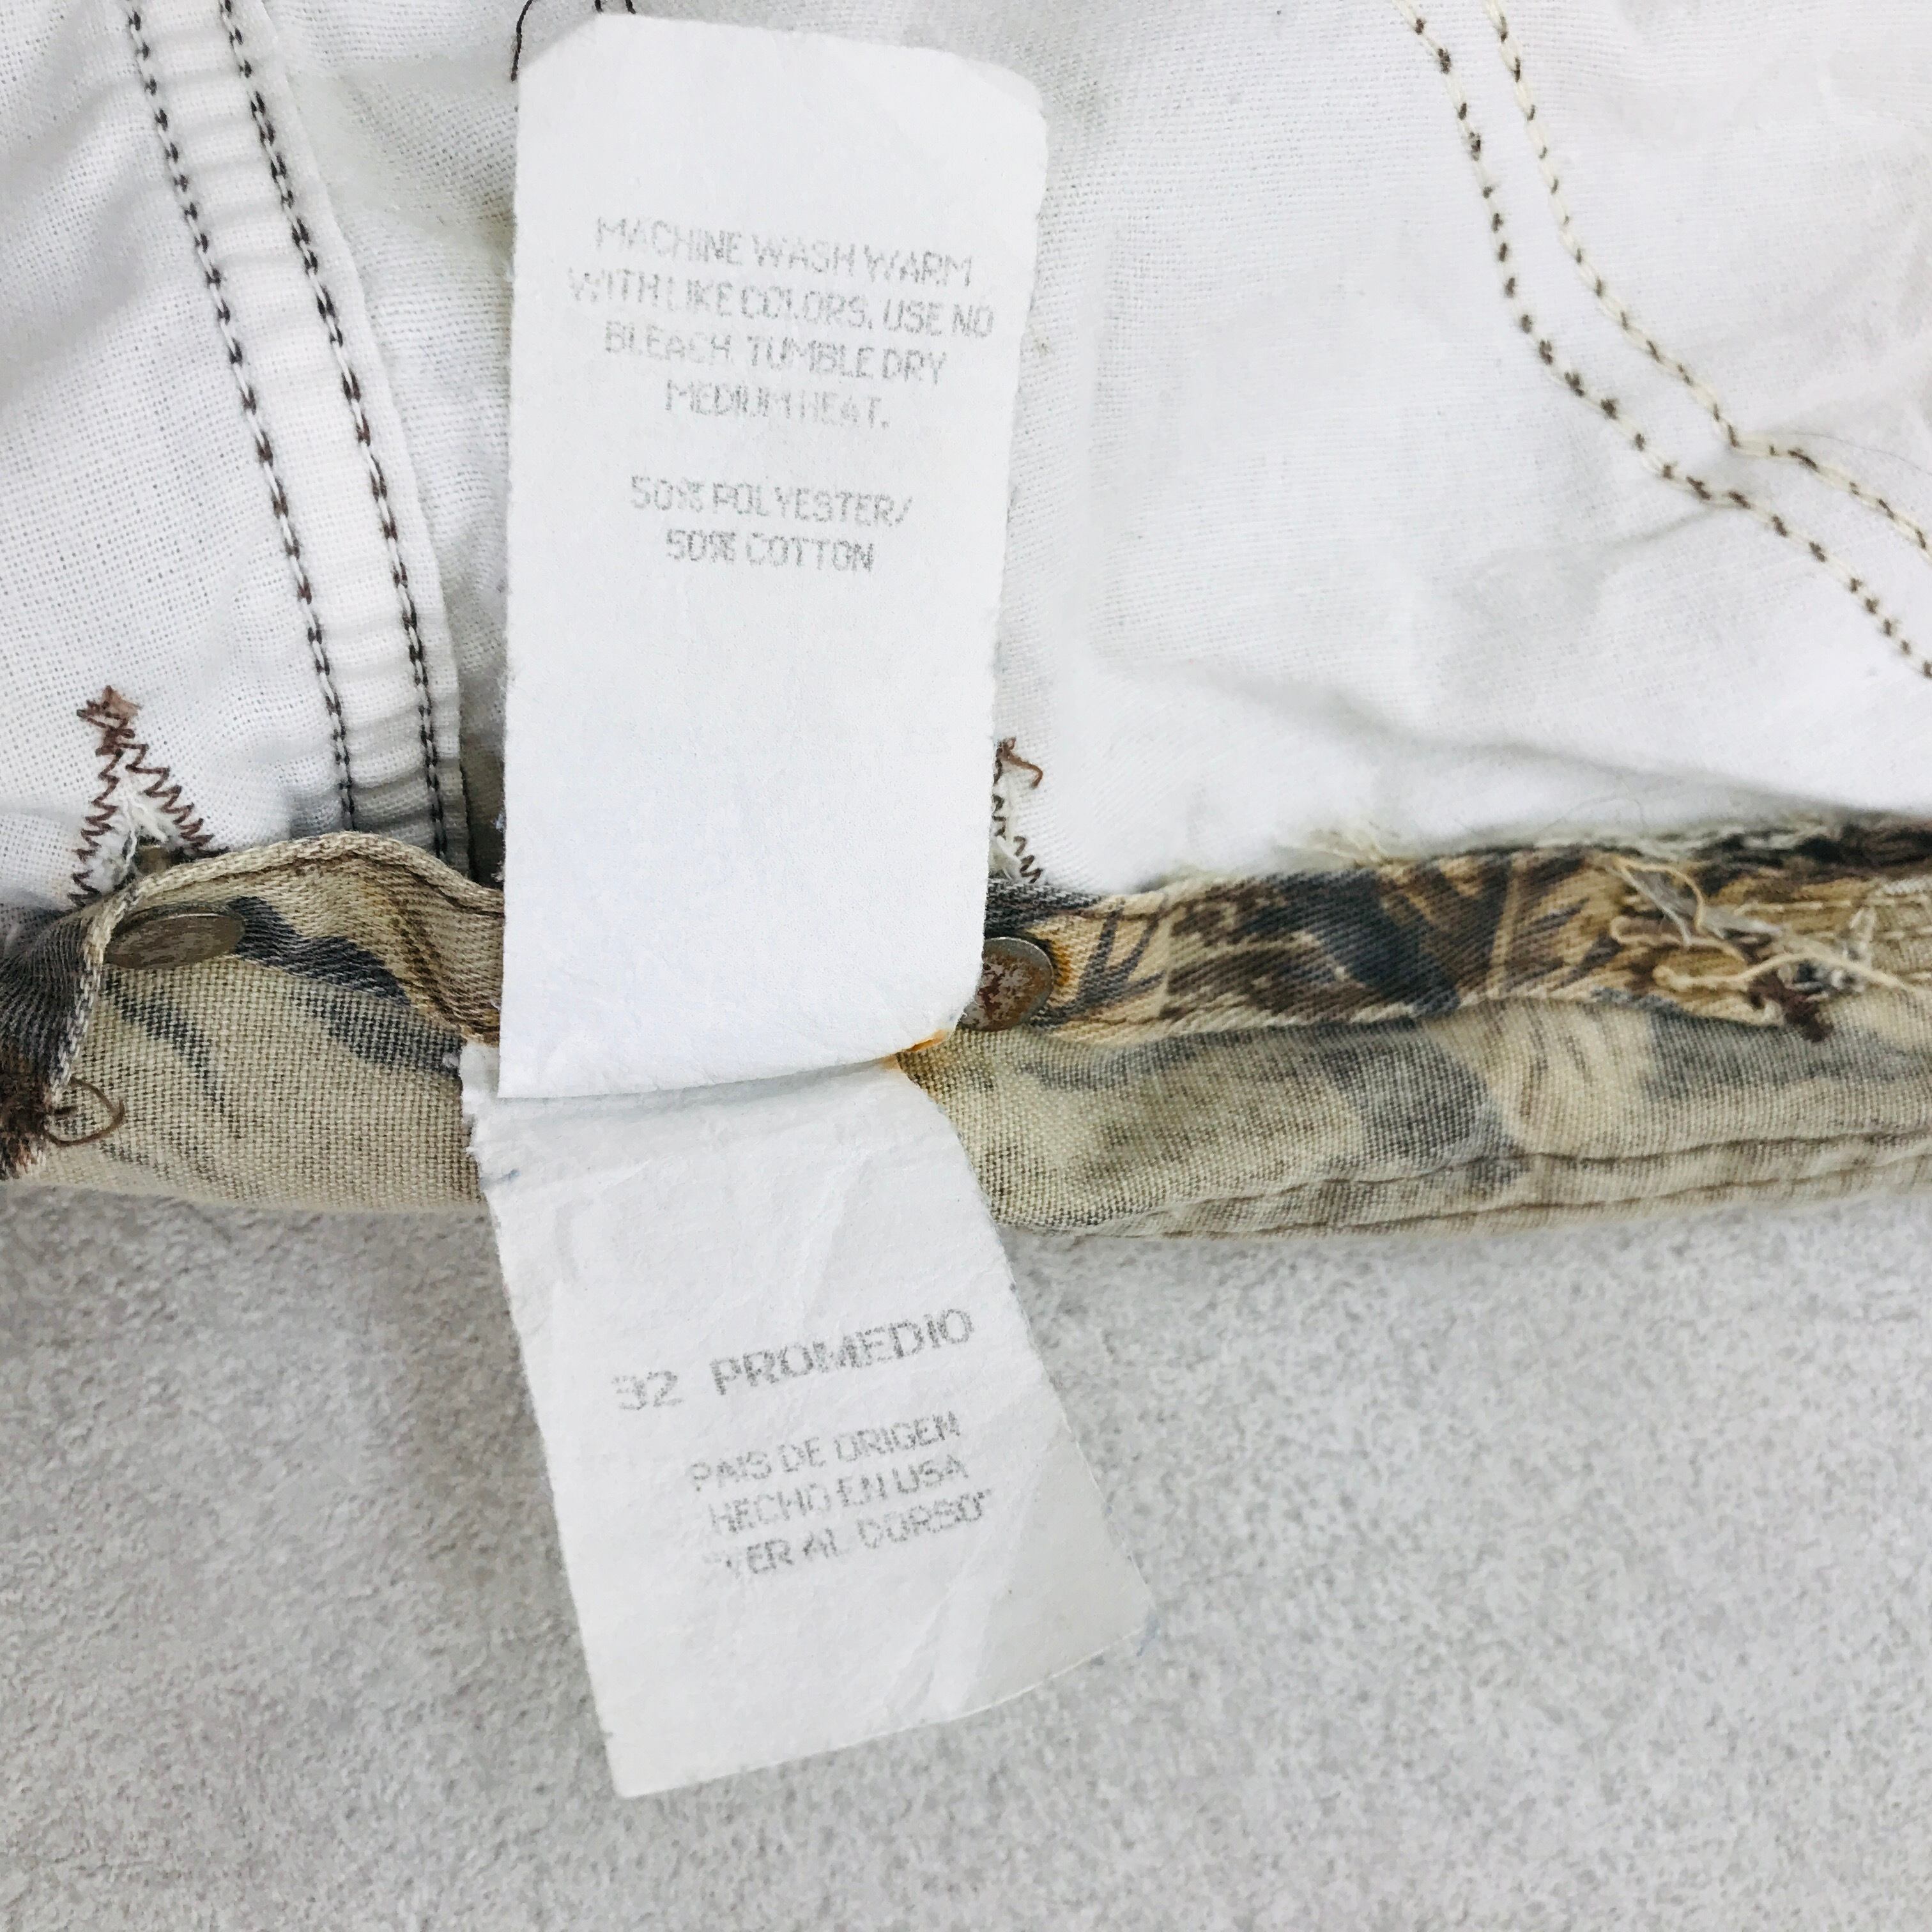 MACHINE WASH WARM
WITH LIKE COLORS, USE NO
BLEACH. TUMBLE DRY
MEDIUM HEAT.
50% POLYESTER/
50% COTTON
32 PROMEDIO
PAIS DE ORIGEN
HECHO EN USA
"VER AL DORSO"